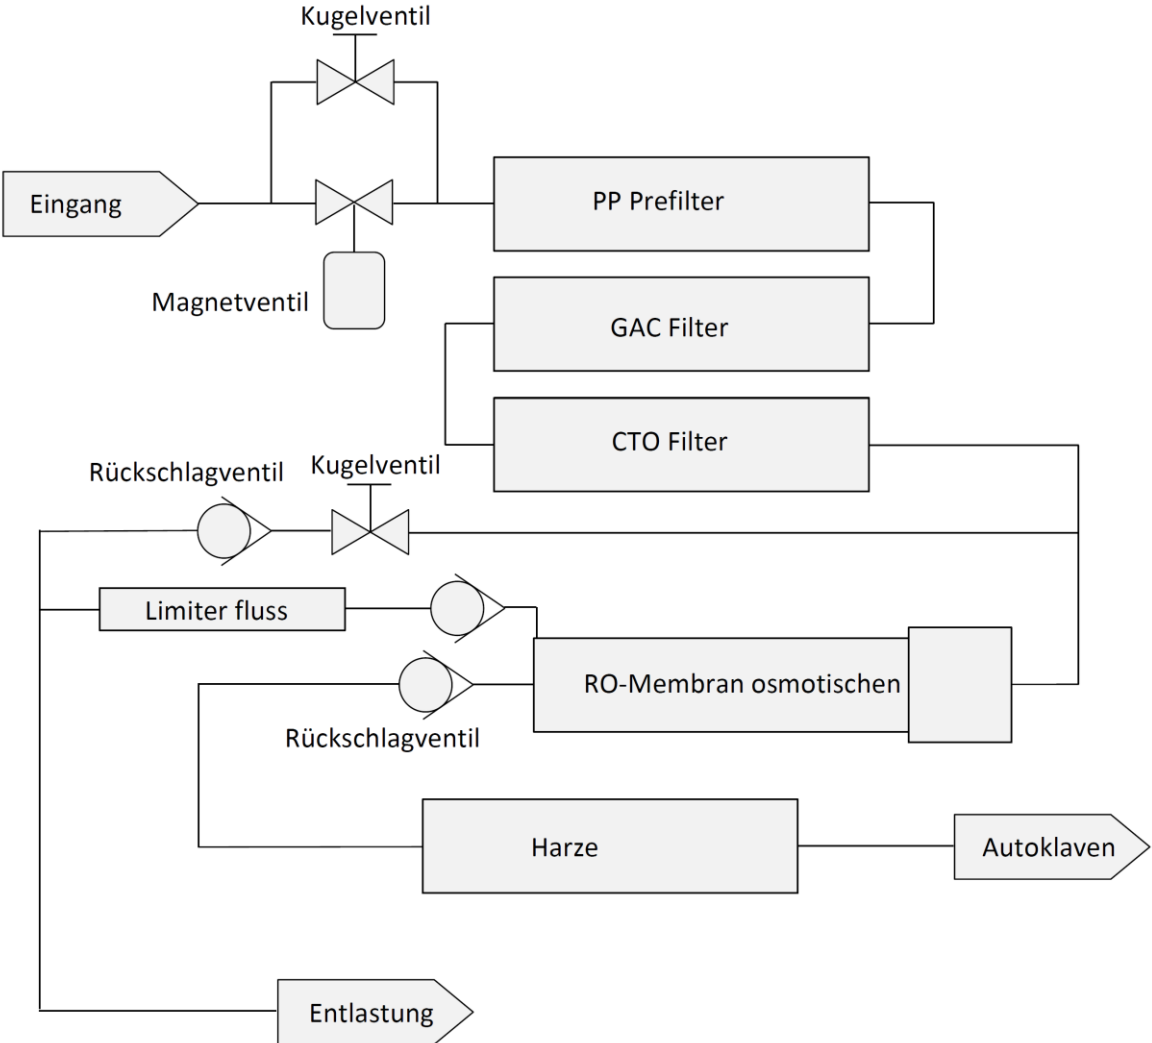 Kugelventil
Eingang
PP Prefilter
Magnetventil
GAC Filter
CTO Filter
Kugelventil
Rückschlagventil
Limiter fluss
RO-Membran osmotischen
Rückschlagventil
Harze
Autoklaven
Entlastung